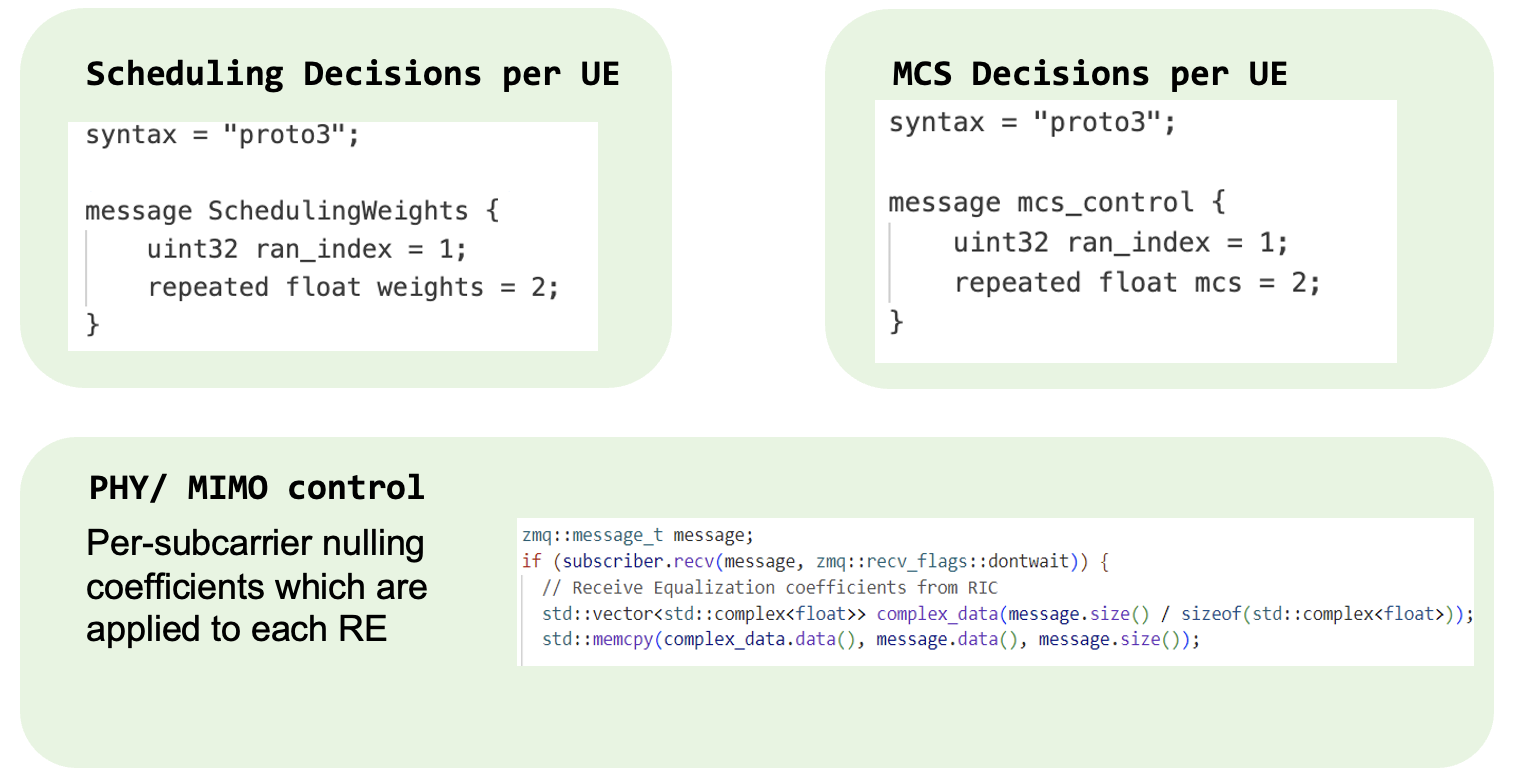 Scheduling Decisions per UE
syntax = "proto3";
message SchedulingWeights {
uint32 ran_index = 1;
repeated float weights = 2;
}
MCS Decisions per UE
syntax = "proto3";
message mcs_control {
uint32 ran_index = 1;
repeated float mcs = 2;
}
PHY/ MIMO control
Per-subcarrier nulling
coefficients which are
applied to each RE
zmq::message_t message;
if (subscriber.recv(message, zmq::recv_flags::dontwait)) {
// Receive Equalization coefficients from RIC
std::vector<std::complex<float>> complex_data(message.size() / sizeof(std::complex<float>));
std::memcpy(complex_data.data(), message.data(), message.size());